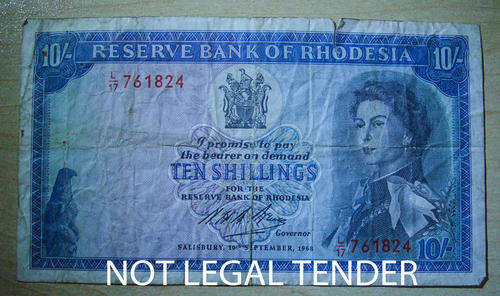 10/- RESERVE BANK OF RHODESIA 10/-
L/17 761824
I promise to pay
the bearer on demand
TEN SHILLINGS
FOR THE
RESERVE BANK OF RHODESIA
Governor
SALISBURY, 10TH SEPTEMBER, 1968
L/17 761824
10/-
NOT LEGAL TENDER